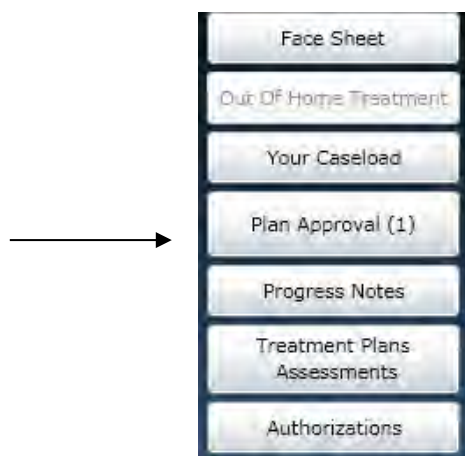 Face Sheet
Out Of Home Treatment
Your Caseload
Plan Approval (1)
Progress Notes
Treatment Plans
Assessments
Authorizations